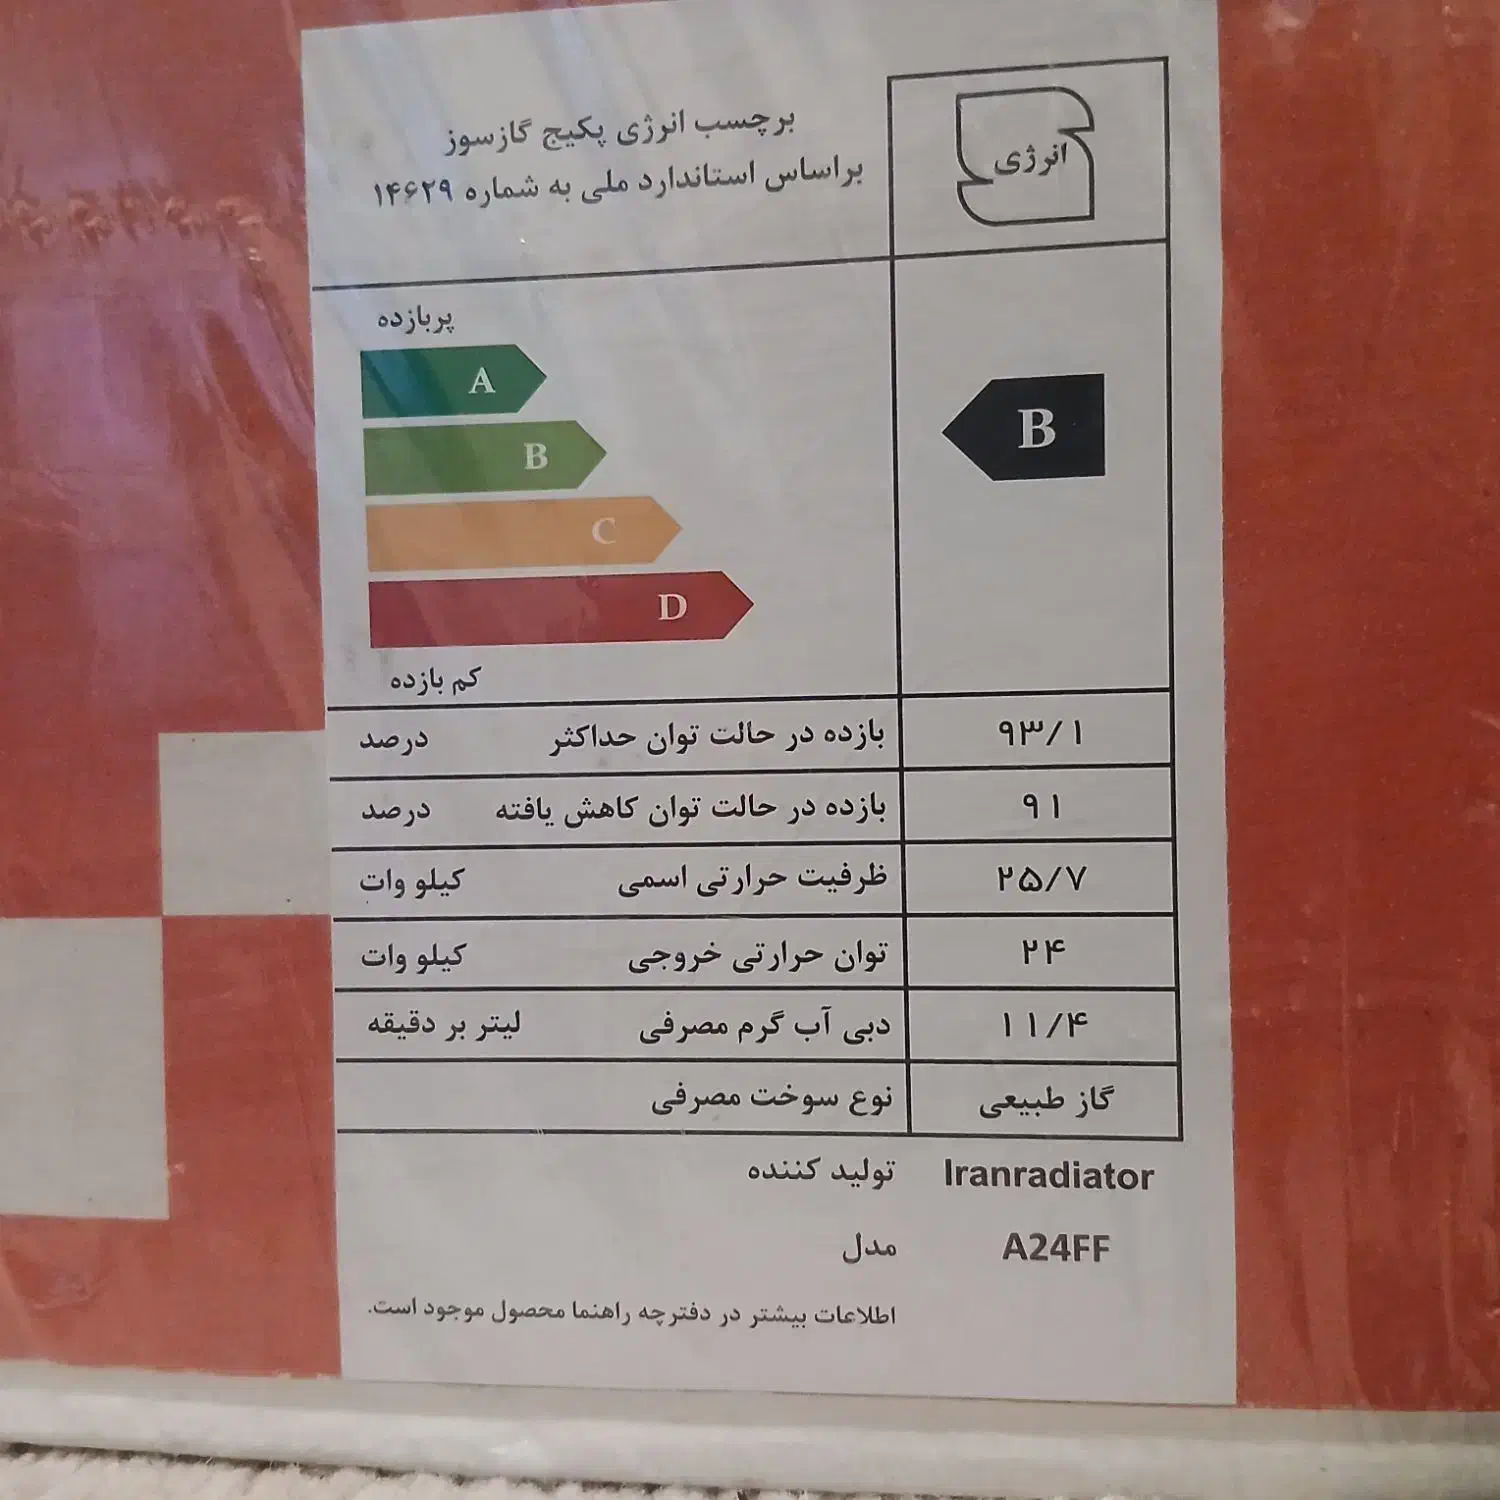 انرژی
برچسب انرژی پکیج گازسوز
براساس استاندارد ملی به شماره ۱۴۶۲۹
پربازده
A
B
B
C
D
کم بازده
۹۳/۱ بازده در حالت توان حداکثر درصد
۹۱ بازده در حالت توان کاهش یافته درصد
۲۵/۷ ظرفیت حرارتی اسمی کیلو وات
۲۴ توان حرارتی خروجی کیلو وات
۱۱/۴ دبی آب گرم مصرفی لیتر بر دقیقه
گاز طبیعی نوع سوخت مصرفی
Iranradiator تولید کننده
A24FF مدل
اطلاعات بیشتر در دفترچه راهنما محصول موجود است.